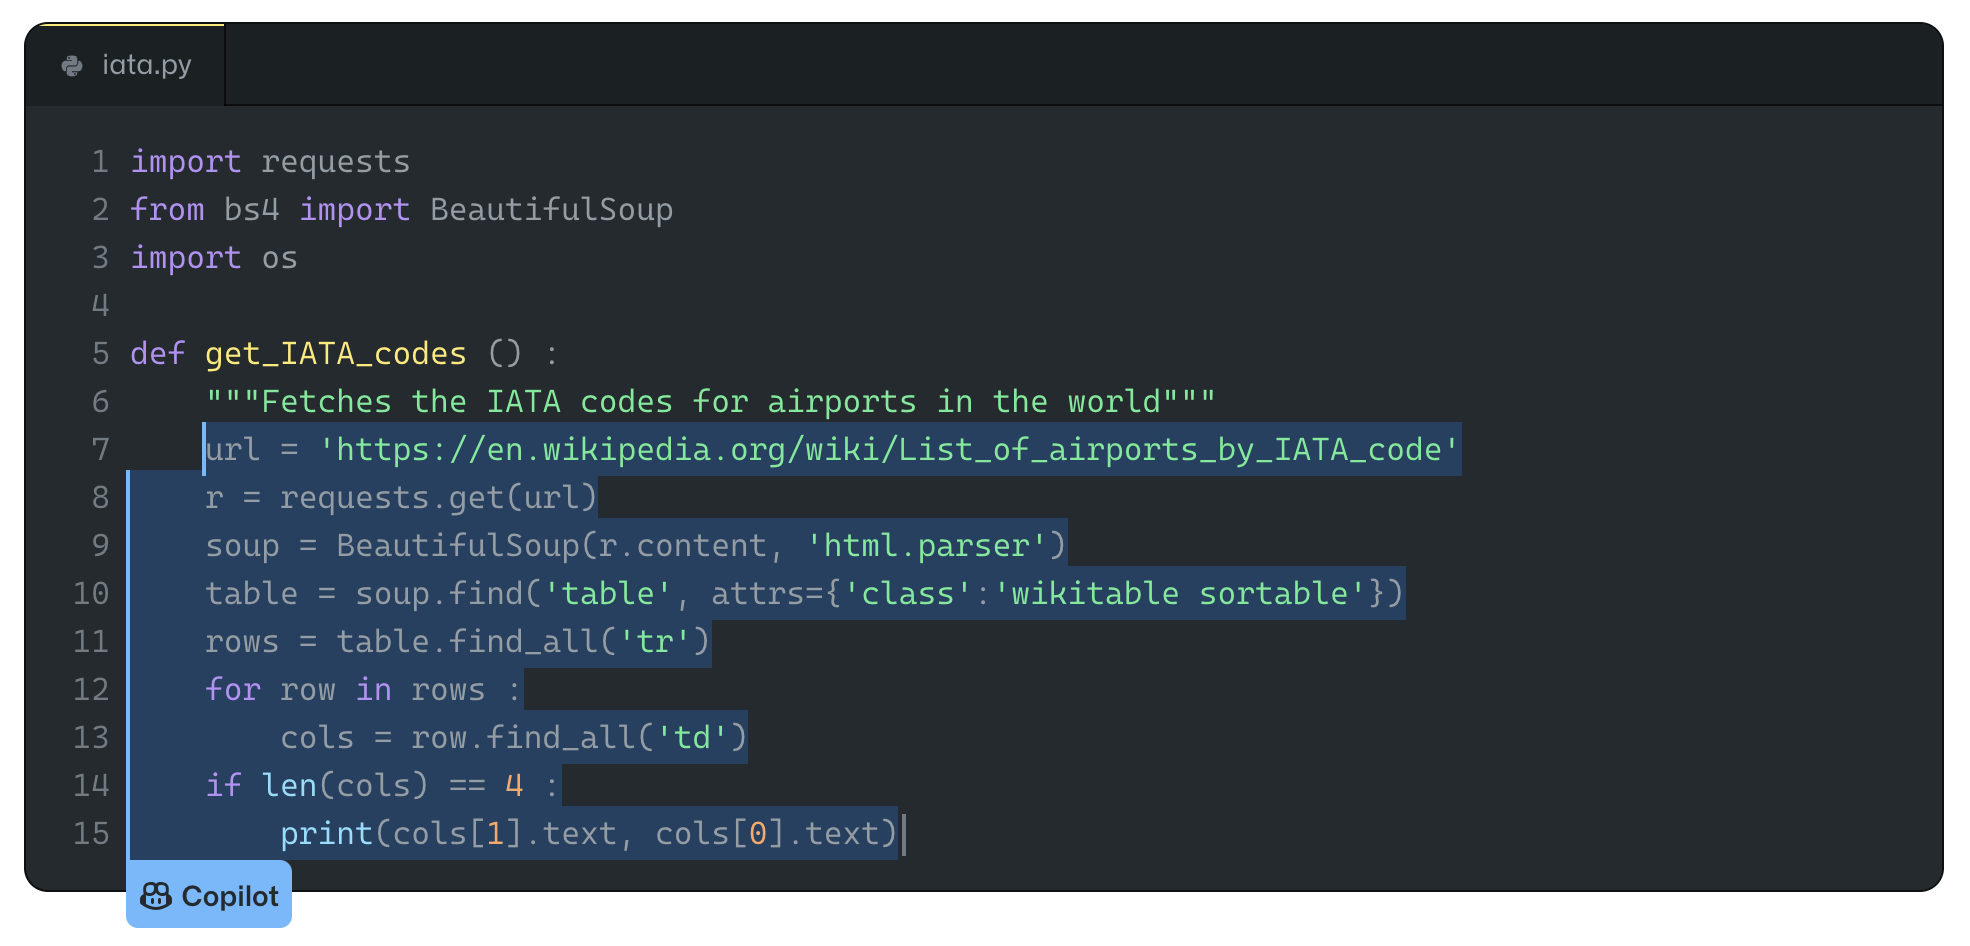 iata.py
1 import requests
2 from bs4 import BeautifulSoup
3 import os
4
5 def get_IATA_codes () :
6     """Fetches the IATA codes for airports in the world"""
7     url = 'https://en.wikipedia.org/wiki/List_of_airports_by_IATA_code'
8     r = requests.get(url)
9     soup = BeautifulSoup(r.content, 'html.parser')
10     table = soup.find('table', attrs={'class':'wikitable sortable'})
11     rows = table.find_all('tr')
12     for row in rows :
13         cols = row.find_all('td')
14     if len(cols) == 4 :
15         print(cols[1].text, cols[0].text)
Copilot